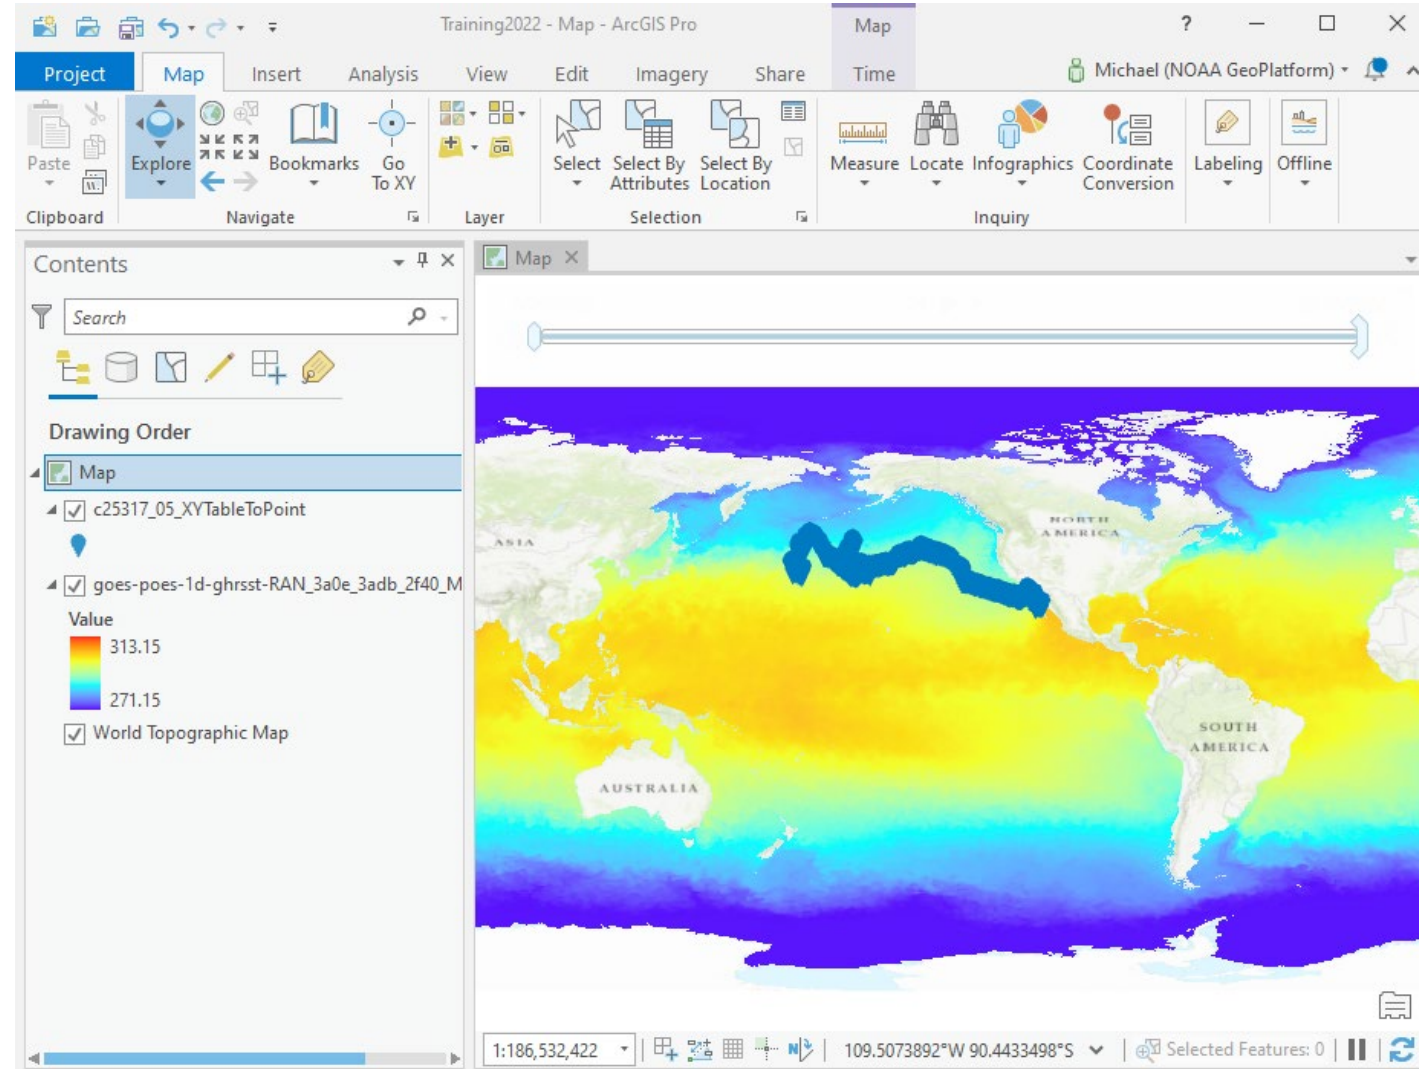 Training2022 - Map - ArcGIS Pro
Map
?
Project
Map
Insert
Analysis
View
Edit
Imagery
Share
Time
Michael (NOAA GeoPlatform)
Paste
Explore
Bookmarks
Go To XY
Select
Select By Attributes
Select By Location
Measure
Locate
Infographics
Coordinate Conversion
Labeling
Offline
Clipboard
Navigate
Layer
Selection
Inquiry
Contents
Map
Search
Drawing Order
Map
c25317_05_XYTableToPoint
goes-poes-1d-ghrsst-RAN_3a0e_3adb_2f40_M
Value
313.15
271.15
World Topographic Map
ASIA
NORTH
AMERICA
SOUTH
AMERICA
AUSTRALIA
1:186,532,422
N
109.5073892°W 90.4433498°S
Selected Features: 0